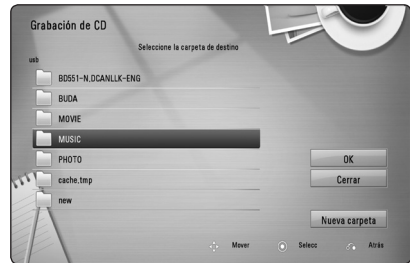 Grabación de CD
Seleccione la carpeta de destino
usb
BD551-N,DCANLLK-ENG
BUDA
MOVIE
MUSIC
PHOTO
cache,tmp
new
OK
Cerrar
Nueva carpeta
Mover Selecc Atrás